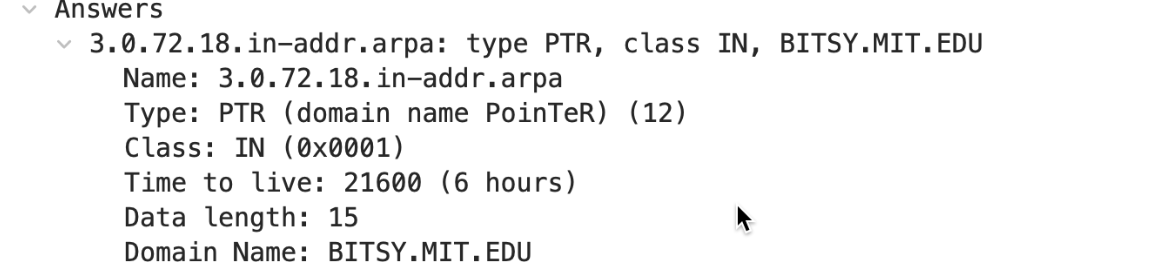 Answers
3.0.72.18.in-addr.arpa: type PTR, class IN, BITSY.MIT.EDU
Name: 3.0.72.18.in-addr.arpa
Type: PTR (domain name PoinTeR) (12)
Class: IN (0x0001)
Time to live: 21600 (6 hours)
Data length: 15
Domain Name: BITSY.MIT.EDU